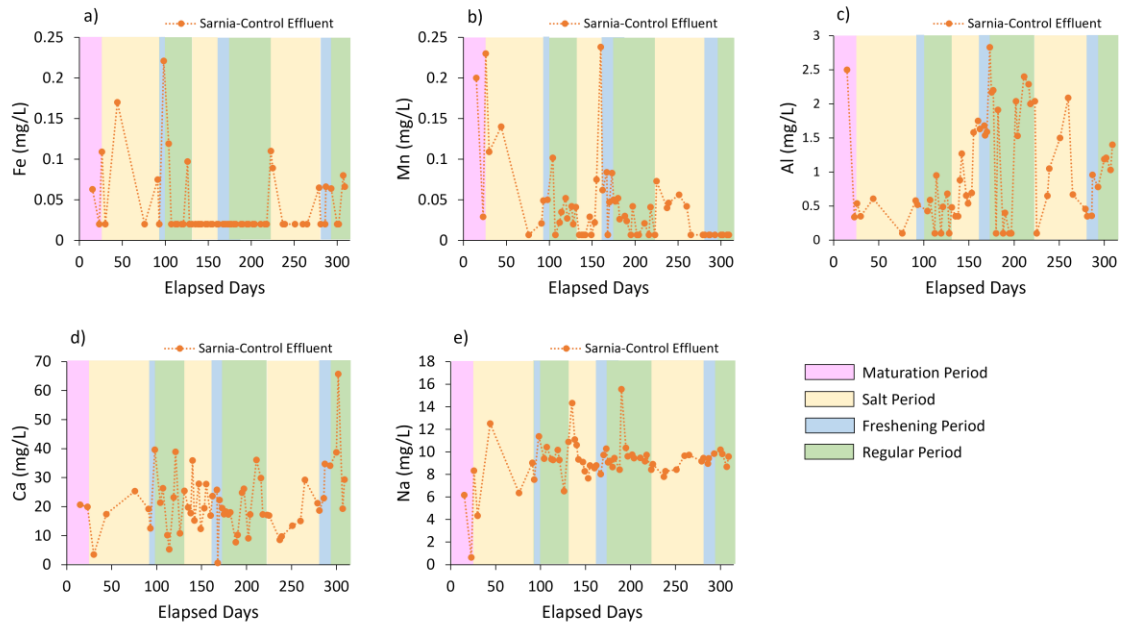 a)
Sarnia-Control Effluent
0.25
0.2
0.15
0.1
0.05
0
Fe (mg/L)
0 50 100 150 200 250 300
Elapsed Days
b)
Sarnia-Control Effluent
0.25
0.2
0.15
0.1
0.05
0
Mn (mg/L)
0 50 100 150 200 250 300
Elapsed Days
c)
Sarnia-Control Effluent
3
2.5
2
1.5
1
0.5
0
Al (mg/L)
0 50 100 150 200 250 300
Elapsed Days
d)
Sarnia-Control Effluent
70
60
50
40
30
20
10
0
Ca (mg/L)
0 50 100 150 200 250 300
Elapsed Days
e)
Sarnia-Control Effluent
18
16
14
12
10
8
6
4
2
0
Na (mg/L)
0 50 100 150 200 250 300
Elapsed Days
Maturation Period
Salt Period
Freshening Period
Regular Period